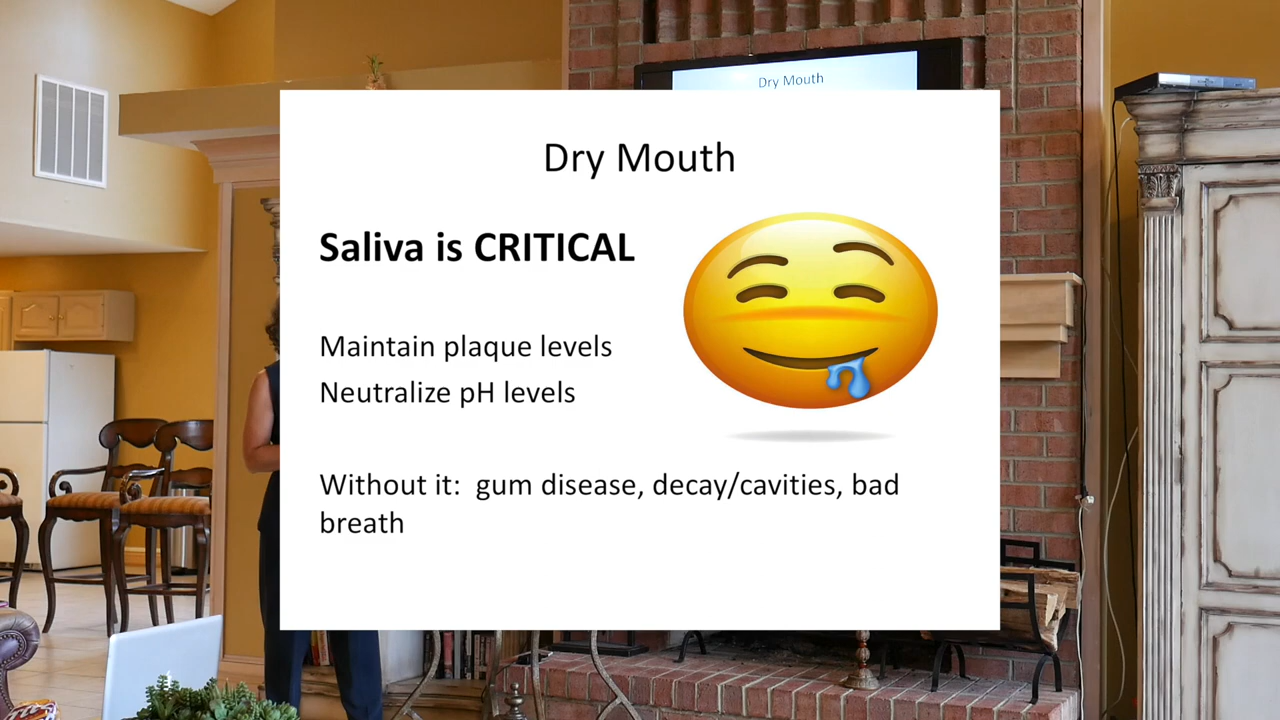 Dry Mouth
Dry Mouth
Saliva is CRITICAL
Maintain plaque levels
Neutralize pH levels
Without it:  gum disease, decay/cavities, bad
breath